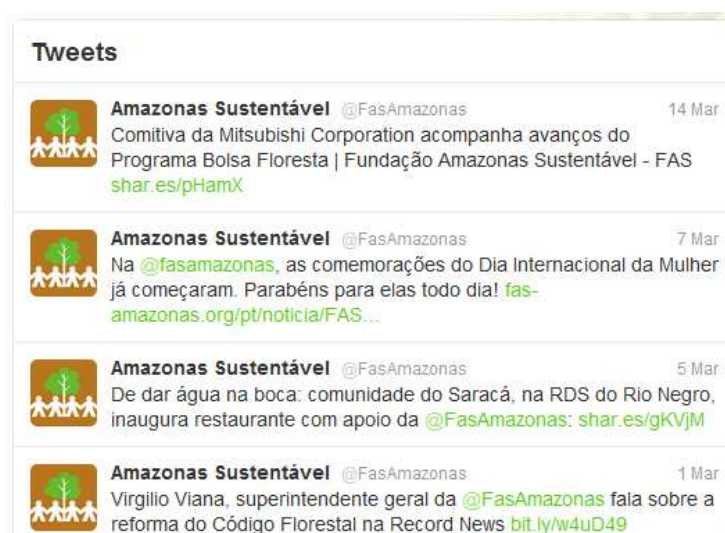 Tweets
Amazonas Sustentável @FasAmazonas 14 Mar
Comitiva da Mitsubishi Corporation acompanha avanços do
Programa Bolsa Floresta | Fundação Amazonas Sustentável - FAS
shar.es/pHamX
Amazonas Sustentável @FasAmazonas 7 Mar
Na @fasamazonas, as comemorações do Dia Internacional da Mulher
já começaram. Parabéns para elas todo dia! fas-
amazonas.org/pt/noticia/FAS...
Amazonas Sustentável @FasAmazonas 5 Mar
De dar água na boca: comunidade do Saracá, na RDS do Rio Negro,
inaugura restaurante com apoio da @FasAmazonas: shar.es/gKVjM
Amazonas Sustentável @FasAmazonas 1 Mar
Virgilio Viana, superintendente geral da @FasAmazonas fala sobre a
reforma do Código Florestal na Record News bit.ly/w4uD49